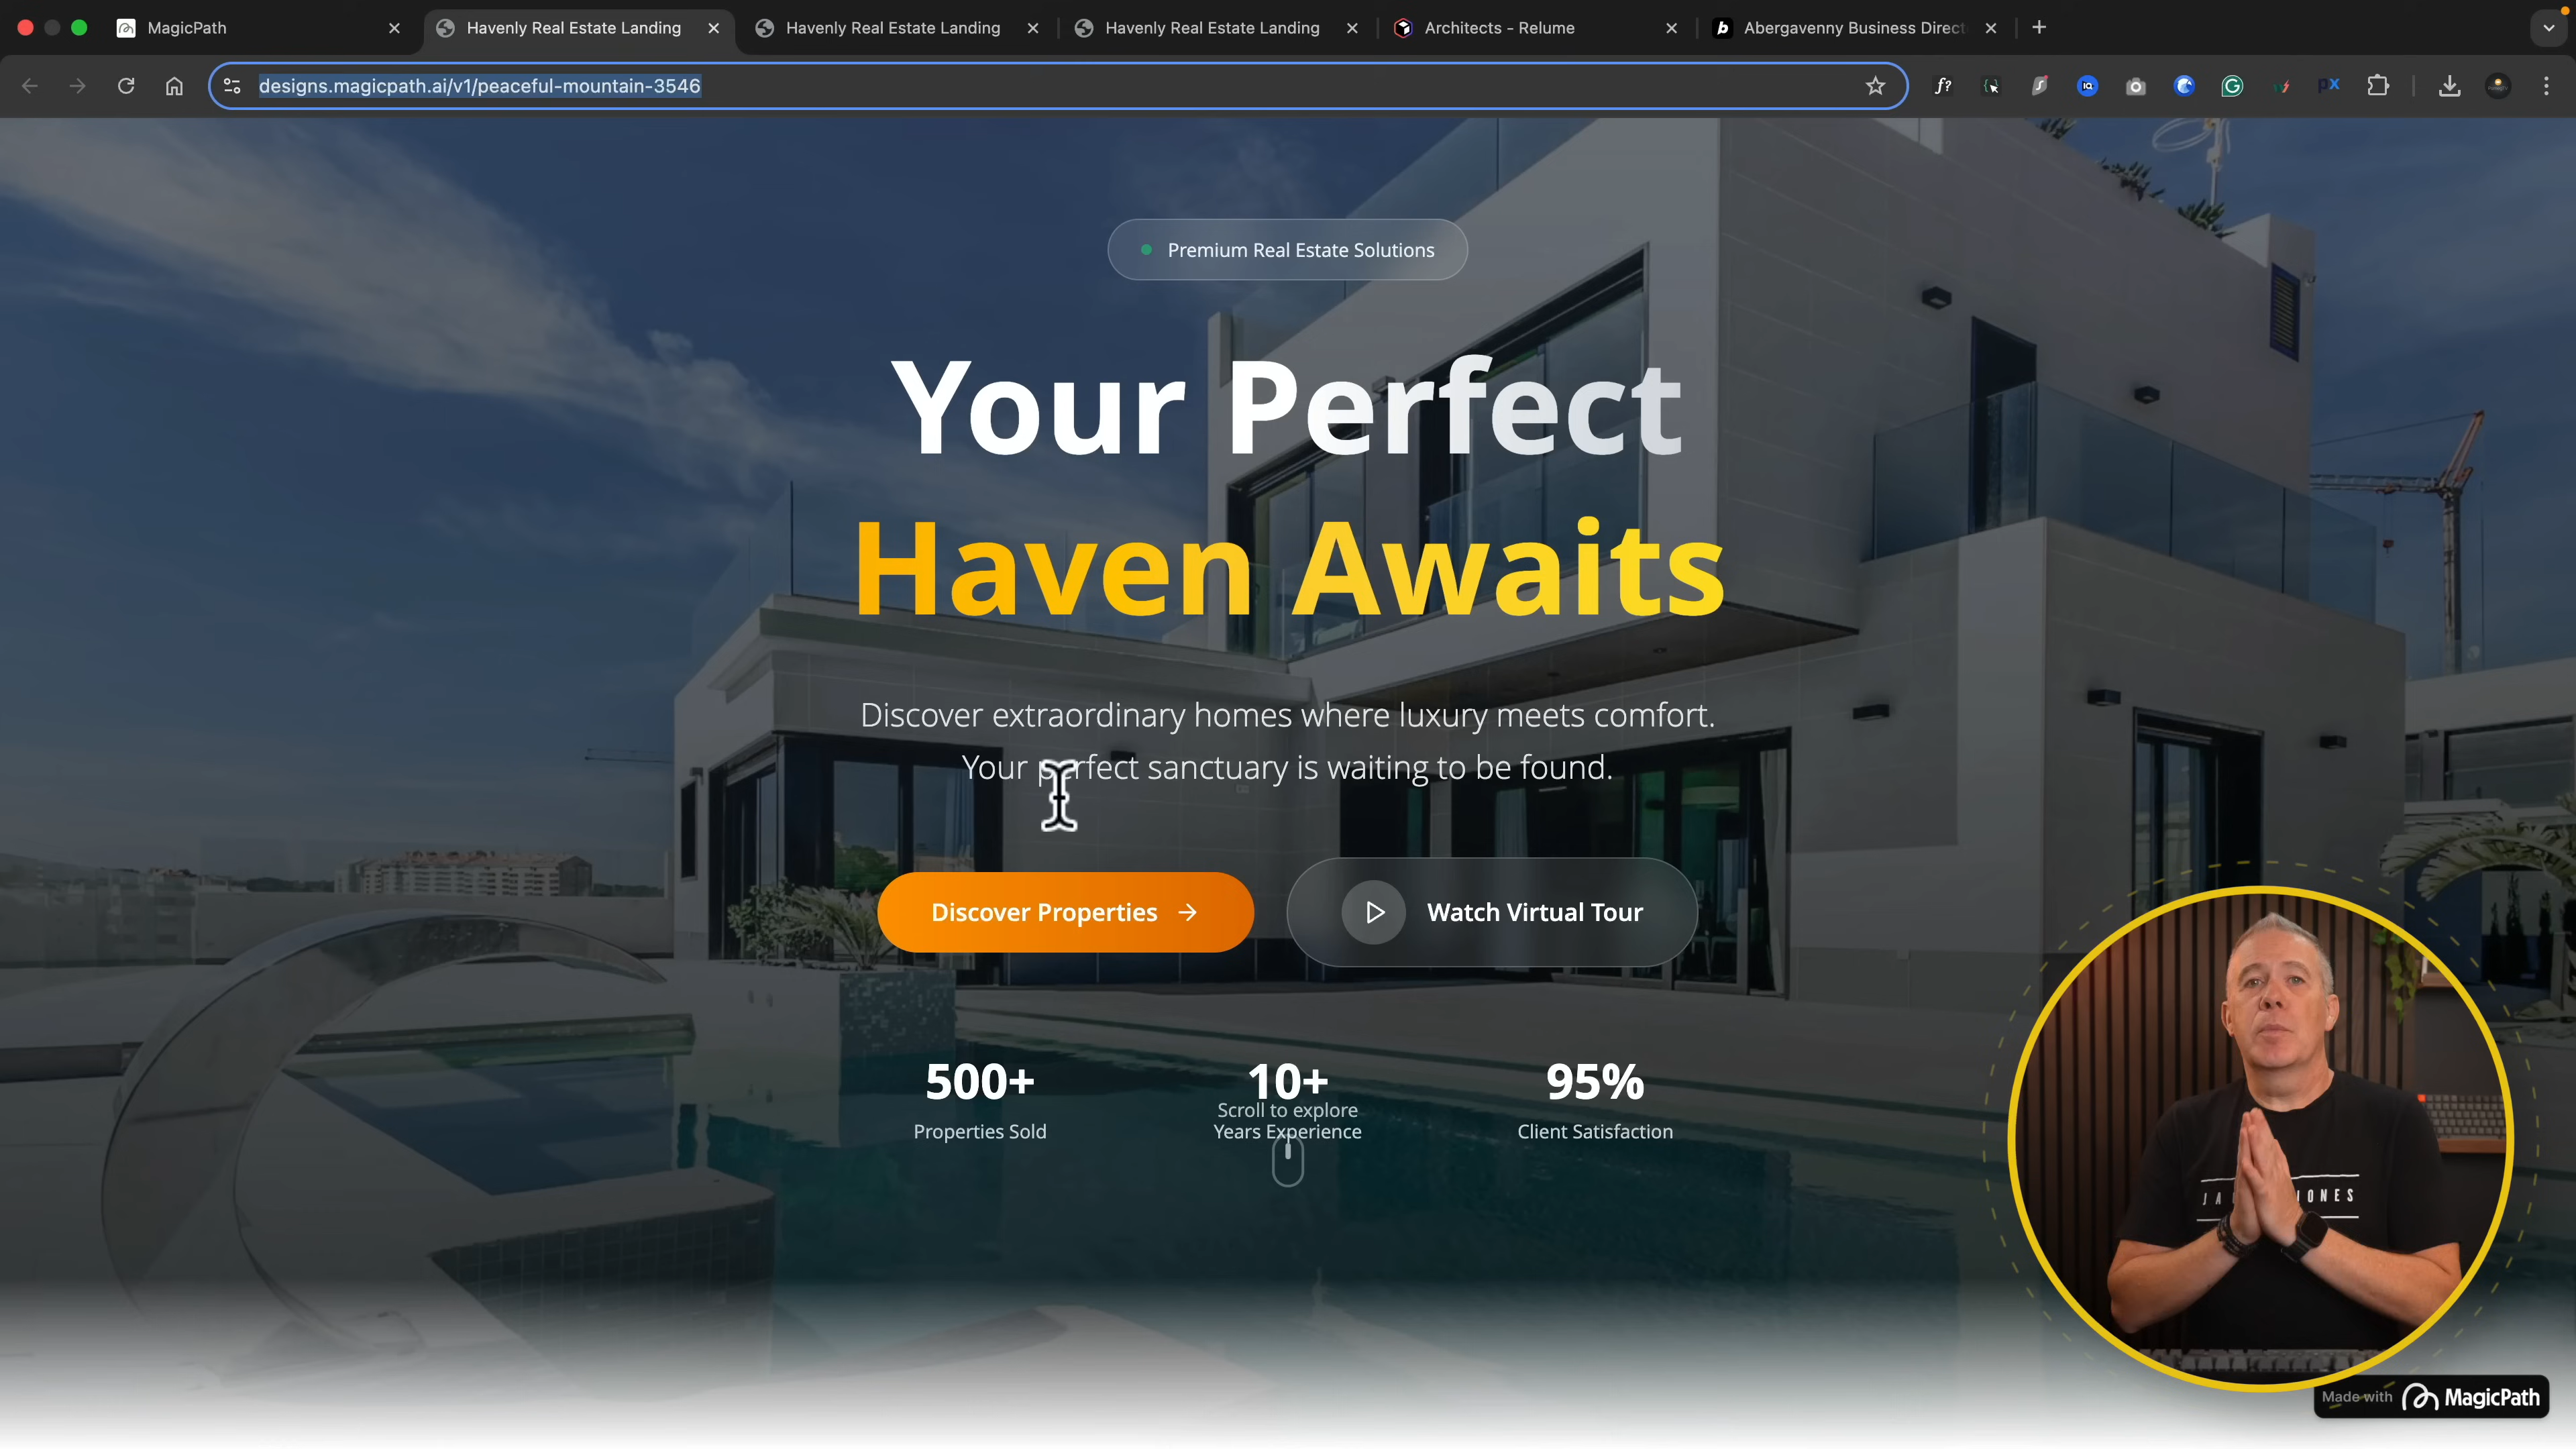 MagicPath
Havenly Real Estate Landing
Havenly Real Estate Landing
Havenly Real Estate Landing
Architects - Relume
Abergavenny Business Direct
designs.magicpath.ai/v1/peaceful-mountain-3546
Premium Real Estate Solutions
Your Perfect
Haven Awaits
Discover extraordinary homes where luxury meets comfort.
Your perfect sanctuary is waiting to be found.
Discover Properties
Watch Virtual Tour
500+
10+
95%
Scroll to explore
Properties Sold
Years Experience
Client Satisfaction
Made with MagicPath